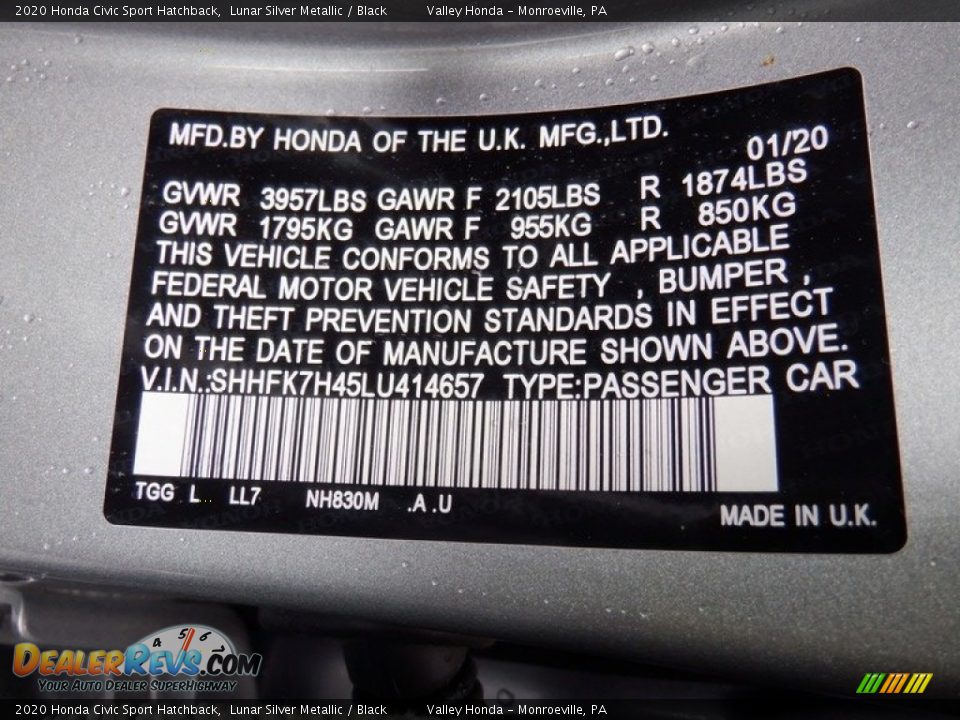 2020 Honda Civic Sport Hatchback,  Lunar Silver Metallic / Black        Valley Honda – Monroeville, PA
MFD.BY HONDA OF THE U.K. MFG.,LTD.
01/20
GVWR 3957LBS GAWR F 2105LBS R 1874LBS
GVWR 1795KG GAWR F 955KG R 850KG
THIS VEHICLE CONFORMS TO ALL APPLICABLE
FEDERAL MOTOR VEHICLE SAFETY , BUMPER ,
AND THEFT PREVENTION STANDARDS IN EFFECT
ON THE DATE OF MANUFACTURE SHOWN ABOVE.
V.I.N.:SHHFK7H45LU414657 TYPE:PASSENGER CAR
TGG L LL7 NH830M .A .U
MADE IN U.K.
4 5 6
DealerRevs.com
Your Auto Dealer SuperHighway
2020 Honda Civic Sport Hatchback,  Lunar Silver Metallic / Black        Valley Honda – Monroeville, PA